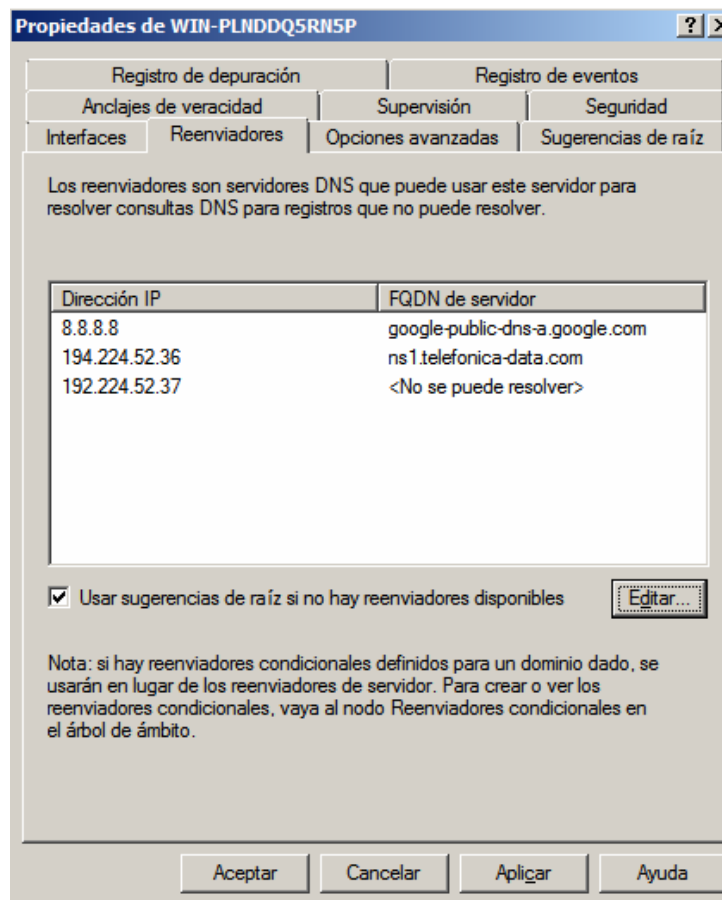 Propiedades de WIN-PLNDDQ5RN5P
Registro de depuración Registro de eventos
Anclajes de veracidad Supervisión Seguridad
Interfaces Reenviadores Opciones avanzadas Sugerencias de raíz
Los reenviadores son servidores DNS que puede usar este servidor para
resolver consultas DNS para registros que no puede resolver.
Dirección IP FQDN de servidor
8.8.8.8 google-public-dns-a.google.com
194.224.52.36 ns1.telefonica-data.com
192.224.52.37 <No se puede resolver>
Usar sugerencias de raíz si no hay reenviadores disponibles Editar...
Nota: si hay reenviadores condicionales definidos para un dominio dado, se
usarán en lugar de los reenviadores de servidor. Para crear o ver los
reenviadores condicionales, vaya al nodo Reenviadores condicionales en
el árbol de ámbito.
Aceptar Cancelar Aplicar Ayuda